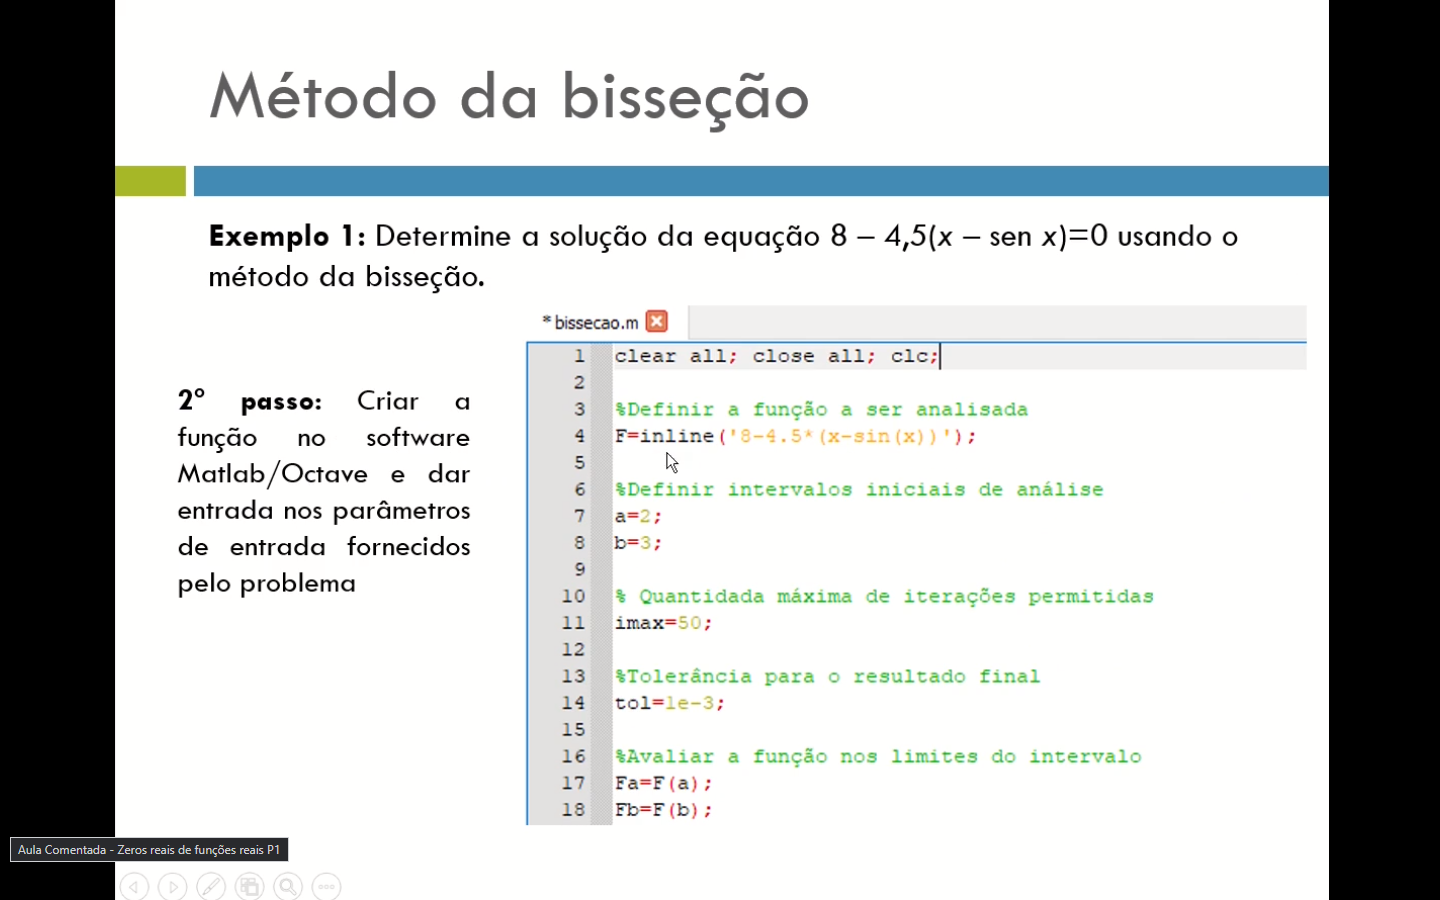 Método da bisseção
Exemplo 1: Determine a solução da equação 8 – 4,5(x – sen x)=0 usando o
método da bisseção.
2º passo: Criar a
função no software
Matlab/Octave e dar
entrada nos parâmetros
de entrada fornecidos
pelo problema
* bissecao.m
1 clear all; close all; clc;
2
3 %Definir a função a ser analisada
4 F=inline('8-4.5*(x-sin(x))');
5
6 %Definir intervalos iniciais de análise
7 a=2;
8 b=3;
9
10 % Quantidada máxima de iterações permitidas
11 imax=50;
12
13 %Tolerância para o resultado final
14 tol=1e-3;
15
16 %Avaliar a função nos limites do intervalo
17 Fa=F(a);
18 Fb=F(b);
Aula Comentada - Zeros reais de funções reais P1